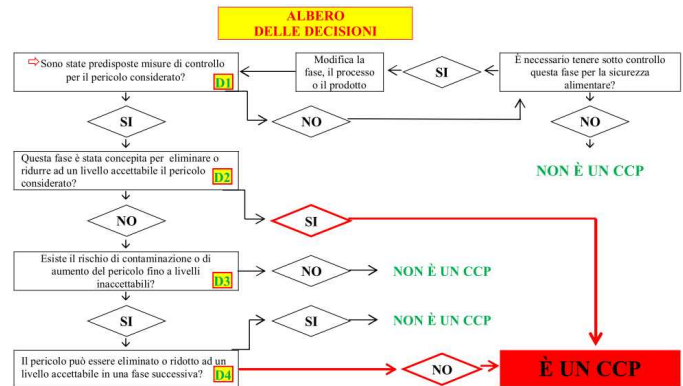 ALBERO
DELLE DECISIONI
⇨Sono state predisposte misure di controllo
per il pericolo considerato?
D1
Modifica la
fase, il processo
o il prodotto
SI
È necessario tenere sotto controllo
questa fase per la sicurezza
alimentare?
SI
NO
NO
NON È UN CCP
Questa fase è stata concepita per eliminare o
ridurre ad un livello accettabile il pericolo
considerato?
D2
NO
SI
Esiste il rischio di contaminazione o di
aumento del pericolo fino a livelli
inaccettabili?
D3
NO
NON È UN CCP
SI
SI
NON È UN CCP
Il pericolo può essere eliminato o ridotto ad un
livello accettabile in una fase successiva?
D4
NO
È UN CCP